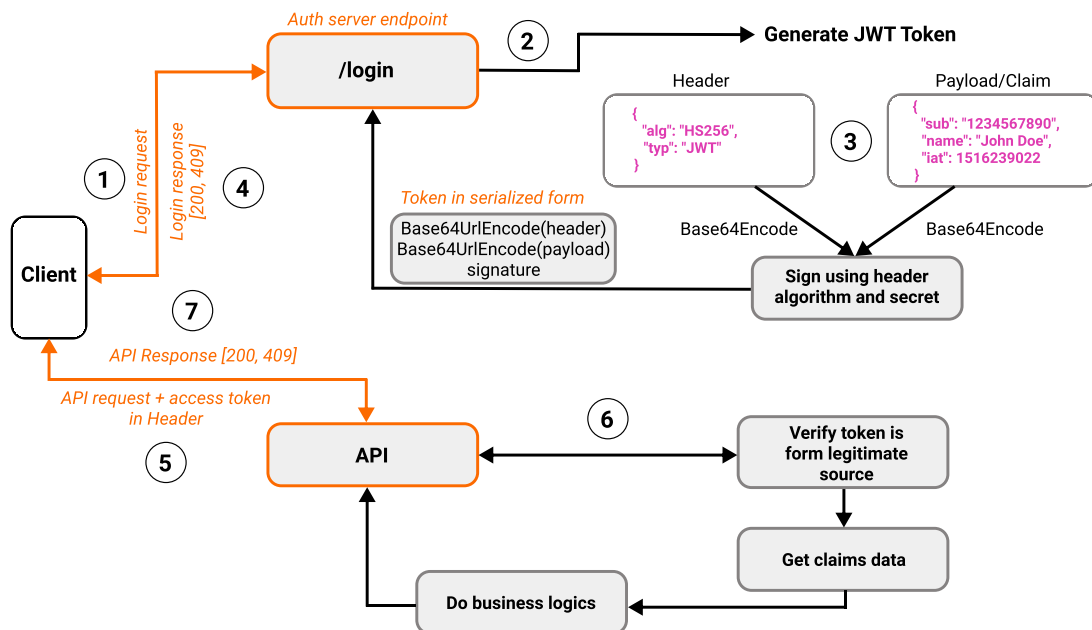 Auth server endpoint
/login
2
Generate JWT Token
Header
{
"alg": "HS256",
"typ": "JWT"
}
Payload/Claim
{
"sub": "1234567890",
"name": "John Doe",
"iat": 1516239022
}
3
1
Login request
Login response
[200, 409]
4
Token in serialized form
Base64UrlEncode(header)
Base64UrlEncode(payload)
signature
Base64Encode
Base64Encode
Sign using header
algorithm and secret
Client
7
API Response [200, 409]
API request + access token
in Header
5
API
6
Verify token is
form legitimate
source
Get claims data
Do business logics